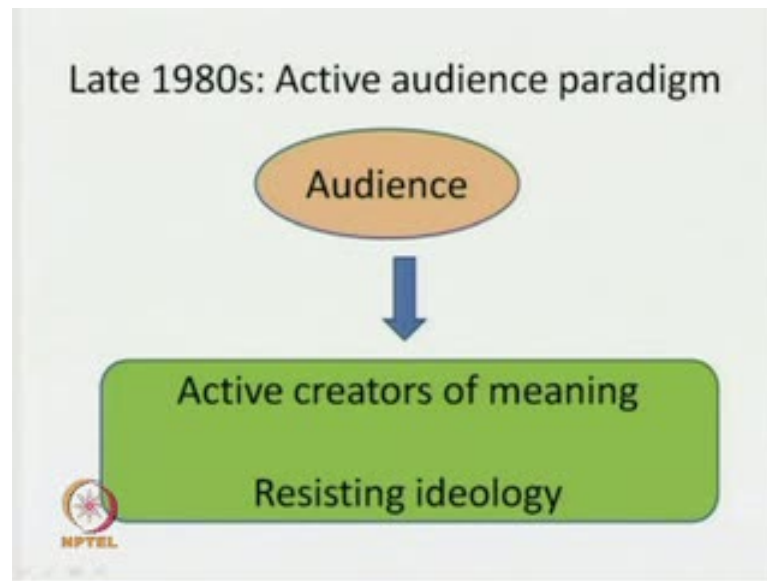 Late 1980s: Active audience paradigm
Audience
Active creators of meaning
Resisting ideology
NPTEL